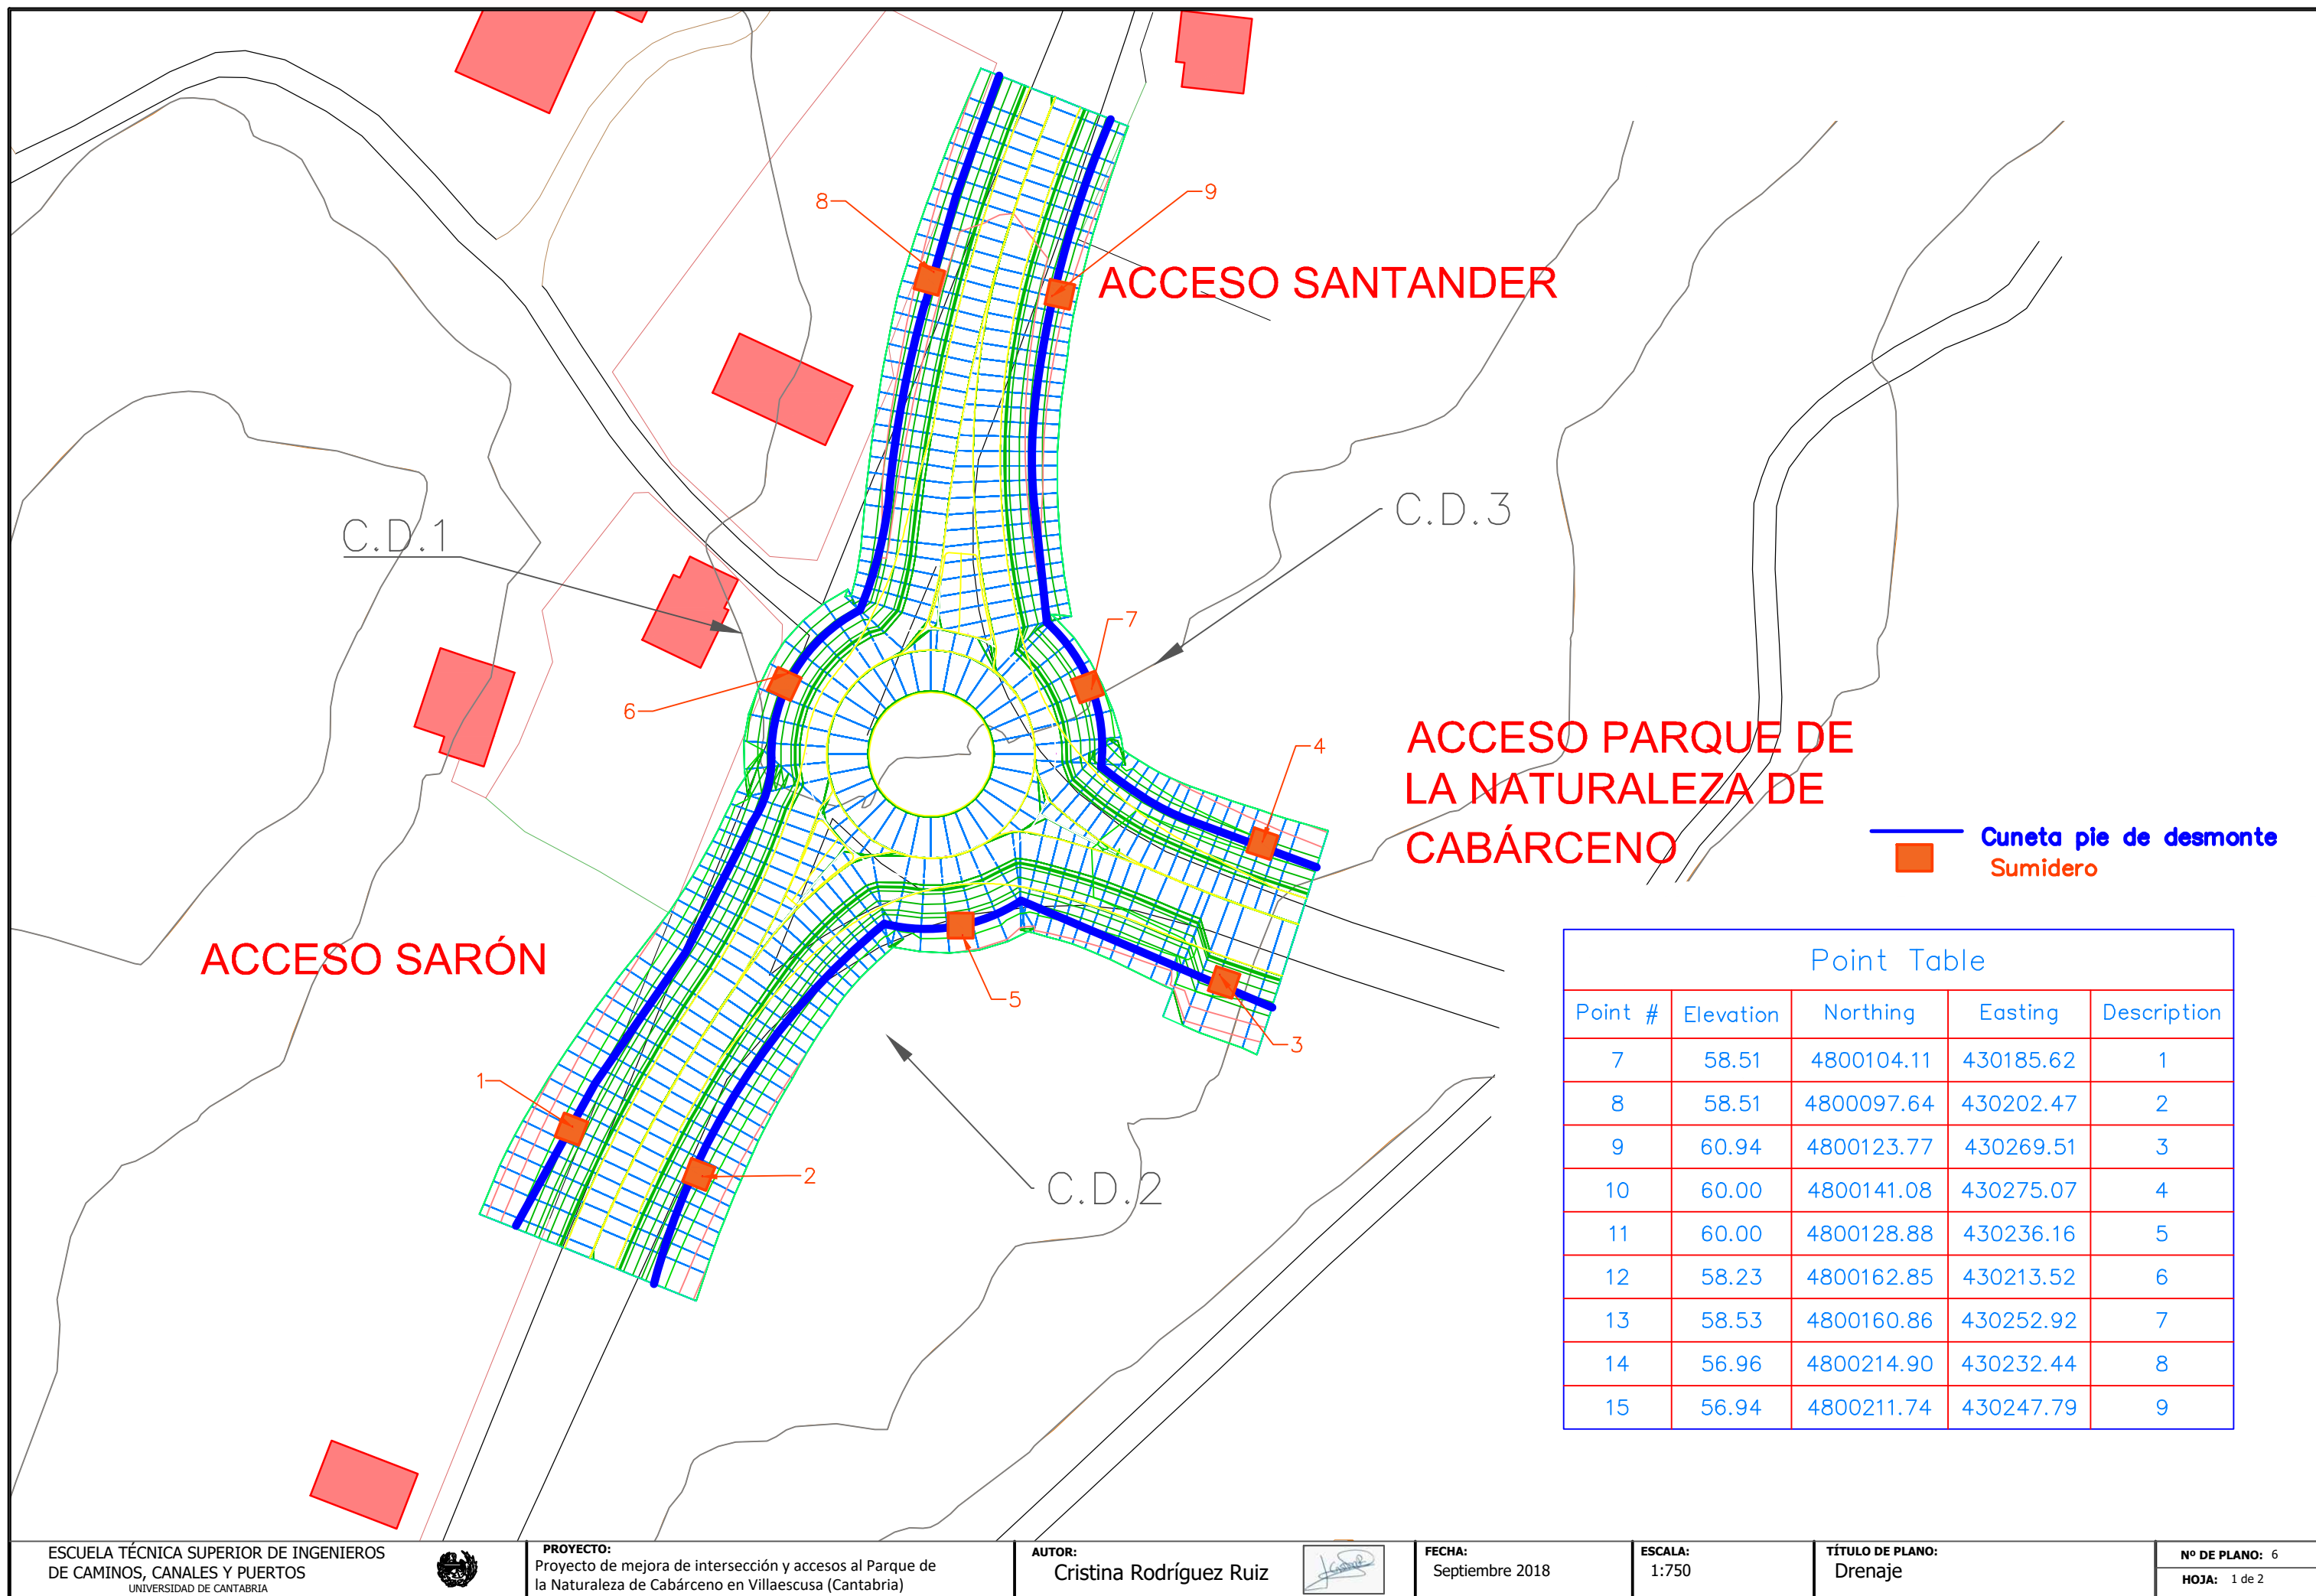 8
9
ACCESO SANTANDER
C.D.1
C.D.3
7
6
4
ACCESO PARQUE DE
LA NATURALEZA DE
CABÁRCENO
Cuneta pie de desmonte
Sumidero
ACCESO SARÓN
5
3
1
2
C.D.2
Point Table
Point # Elevation Northing Easting Description
7 58.51 4800104.11 430185.62 1
8 58.51 4800097.64 430202.47 2
9 60.94 4800123.77 430269.51 3
10 60.00 4800141.08 430275.07 4
11 60.00 4800128.88 430236.16 5
12 58.23 4800162.85 430213.52 6
13 58.53 4800160.86 430252.92 7
14 56.96 4800214.90 430232.44 8
15 56.94 4800211.74 430247.79 9
ESCUELA TÉCNICA SUPERIOR DE INGENIEROS
DE CAMINOS, CANALES Y PUERTOS
UNIVERSIDAD DE CANTABRIA
PROYECTO:
Proyecto de mejora de intersección y accesos al Parque de
la Naturaleza de Cabárceno en Villaescusa (Cantabria)
AUTOR:
Cristina Rodríguez Ruiz
FECHA:
Septiembre 2018
ESCALA:
1:750
TÍTULO DE PLANO:
Drenaje
Nº DE PLANO: 6
HOJA: 1 de 2